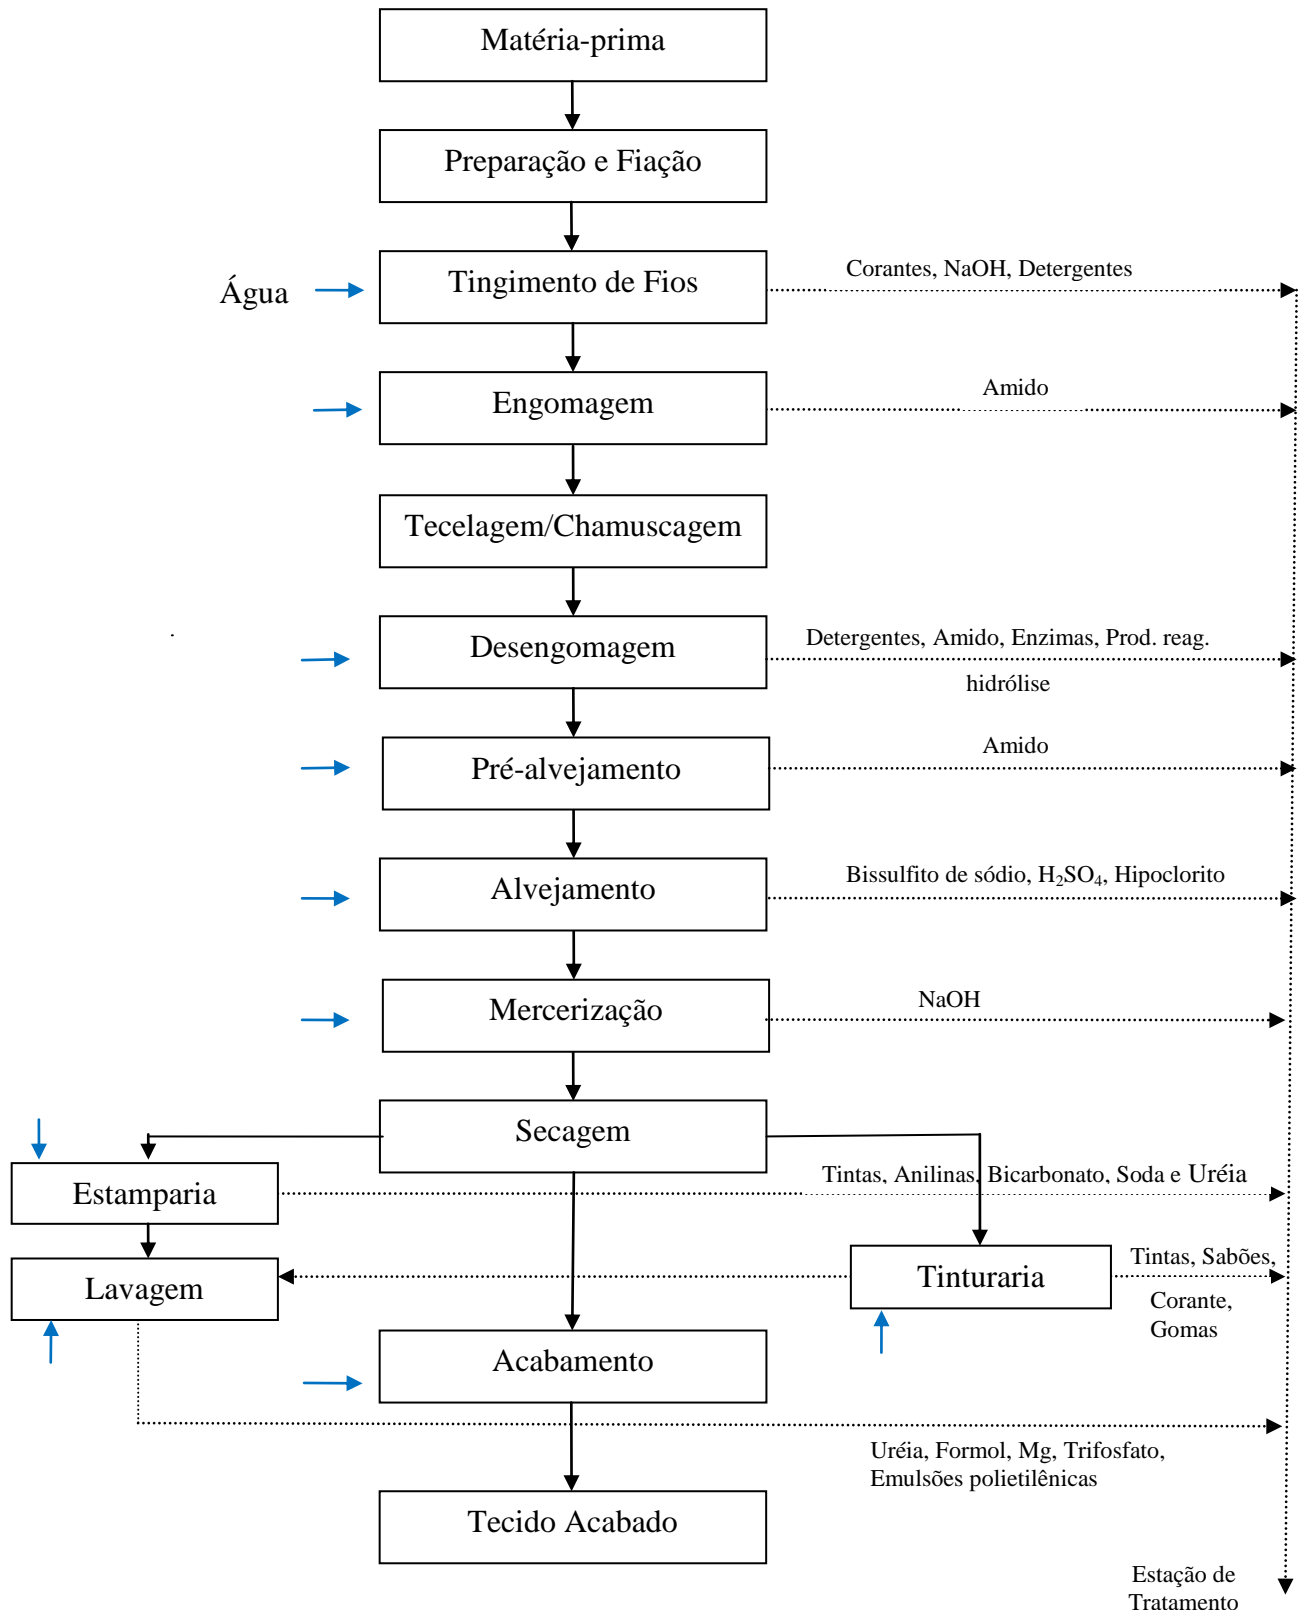 Matéria-prima
Preparação e Fiação
Água
Tingimento de Fios
Corantes, NaOH, Detergentes
Engomagem
Amido
Tecelagem/Chamuscagem
Desengomagem
Detergentes, Amido, Enzimas, Prod. reag.
hidrólise
Pré-alvejamento
Amido
Alvejamento
Bissulfito de sódio, H₂SO₄, Hipoclorito
Mercerização
NaOH
Secagem
Estamparia
Tintas, Anilinas, Bicarbonato, Soda e Uréia
Lavagem
Tinturaria
Tintas, Sabões,
Corante,
Gomas
Acabamento
Uréia, Formol, Mg, Trifosfato,
Emulsões polietilênicas
Tecido Acabado
Estação de
Tratamento